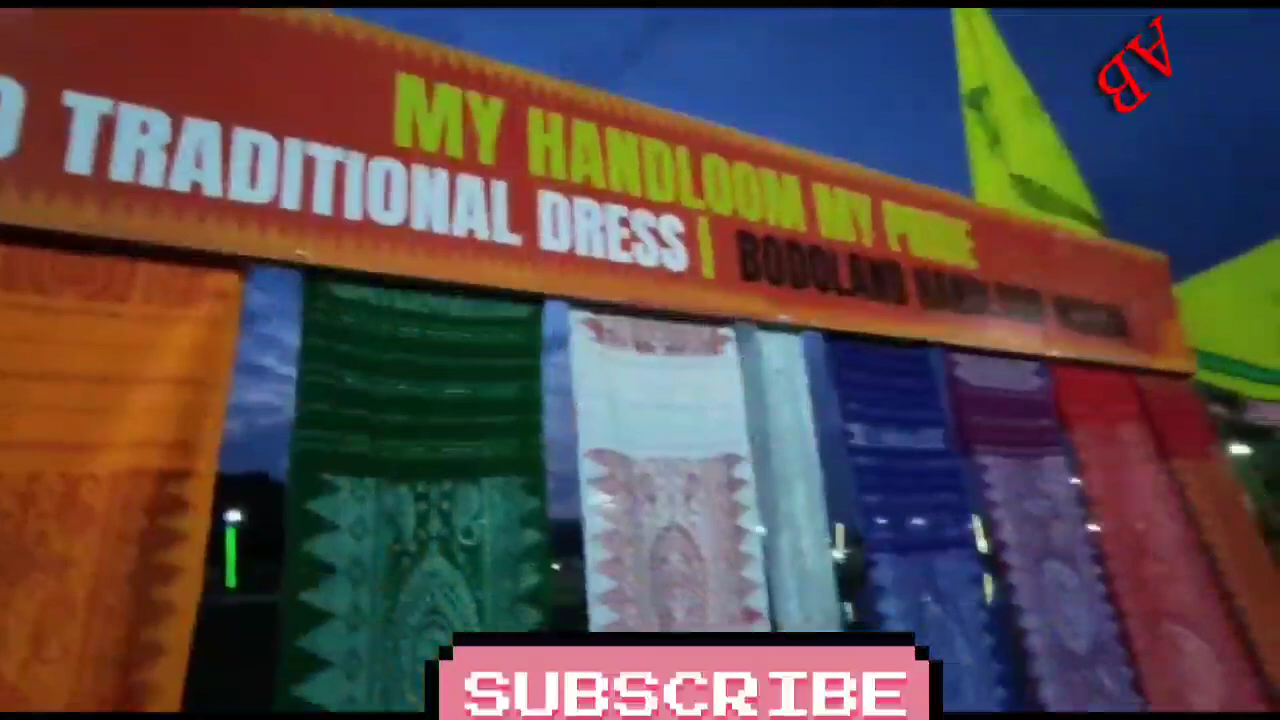 MY HANDLOOM MY PRIDE
TRADITIONAL DRESS | BODOLAND
AB
SUBSCRIBE